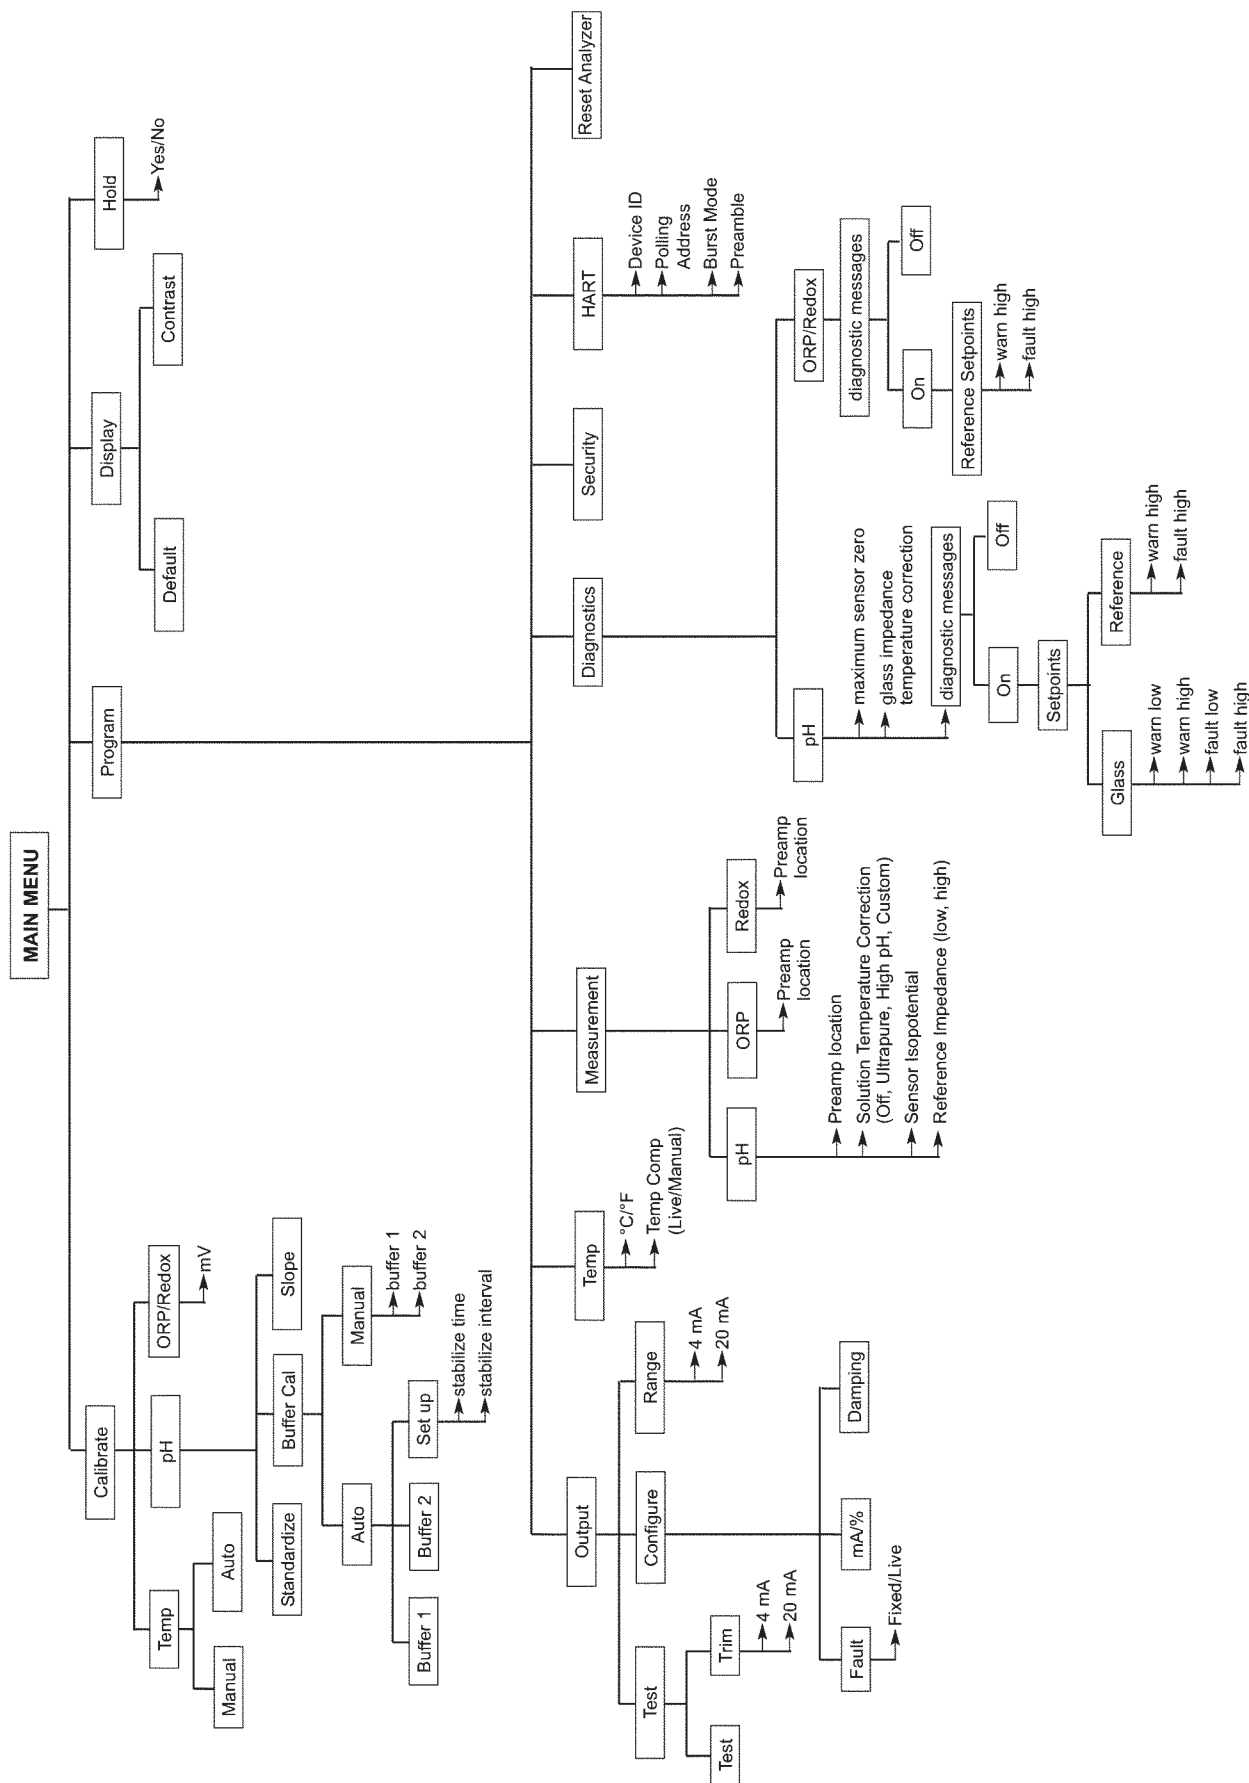 MAIN MENU
Calibrate
Program
Display
Hold
Temp
pH
ORP/Redox
Default
Contrast
Yes/No
Manual
Auto
mV
Standardize
Buffer Cal
Slope
Auto
Manual
buffer 1
buffer 2
Buffer 1
Buffer 2
Set up
stabilize time
stabilize interval
Output
Temp
Measurement
Diagnostics
Security
HART
Reset Analyzer
Test
Configure
Range
4 mA
20 mA
Test
Trim
4 mA
20 mA
Fault
mA/%
Damping
Fixed/Live
°C/°F
Temp Comp
(Live/Manual)
pH
ORP
Redox
Preamp
location
Preamp
location
Preamp location
Solution Temperature Correction
(Off, Ultrapure, High pH, Custom)
Sensor Isopotential
Reference Impedance (low, high)
Device ID
Polling
Address
Burst Mode
Preamble
pH
ORP/Redox
maximum sensor zero
glass impedance
temperature correction
diagnostic messages
On
Off
Setpoints
Glass
Reference
warn low
warn high
fault low
fault high
warn high
fault high
diagnostic messages
On
Off
Reference Setpoints
warn high
fault high